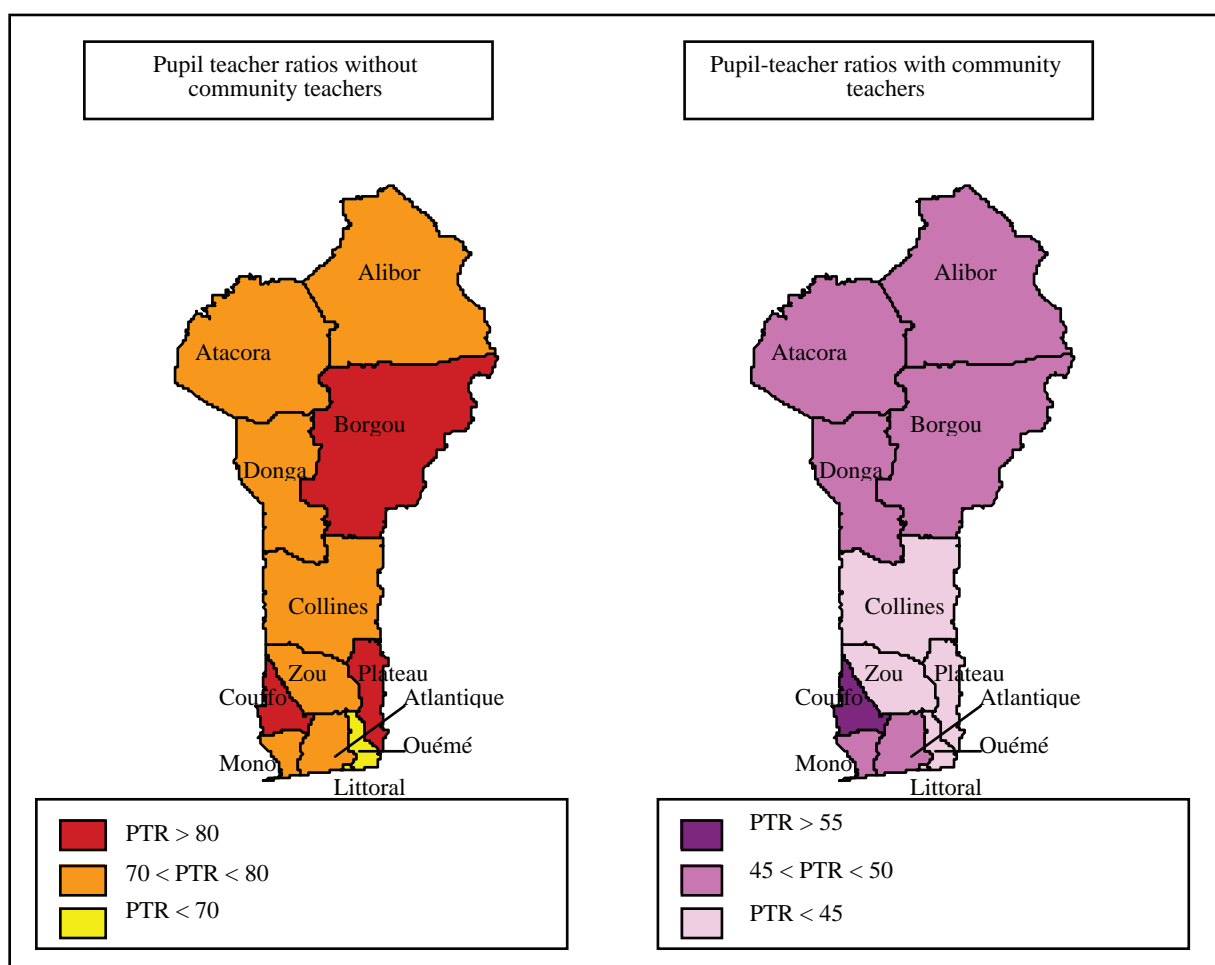 Pupil teacher ratios without
community teachers
Alibor
Atacora
Borgou
Donga
Collines
Zou
Plateau
Couffo
Atlantique
Ouémé
Mono
Littoral
PTR > 80
70 < PTR < 80
PTR < 70
Pupil-teacher ratios with community
teachers
Alibor
Atacora
Borgou
Donga
Collines
Zou
Plateau
Couffo
Atlantique
Ouémé
Mono
Littoral
PTR > 55
45 < PTR < 50
PTR < 45